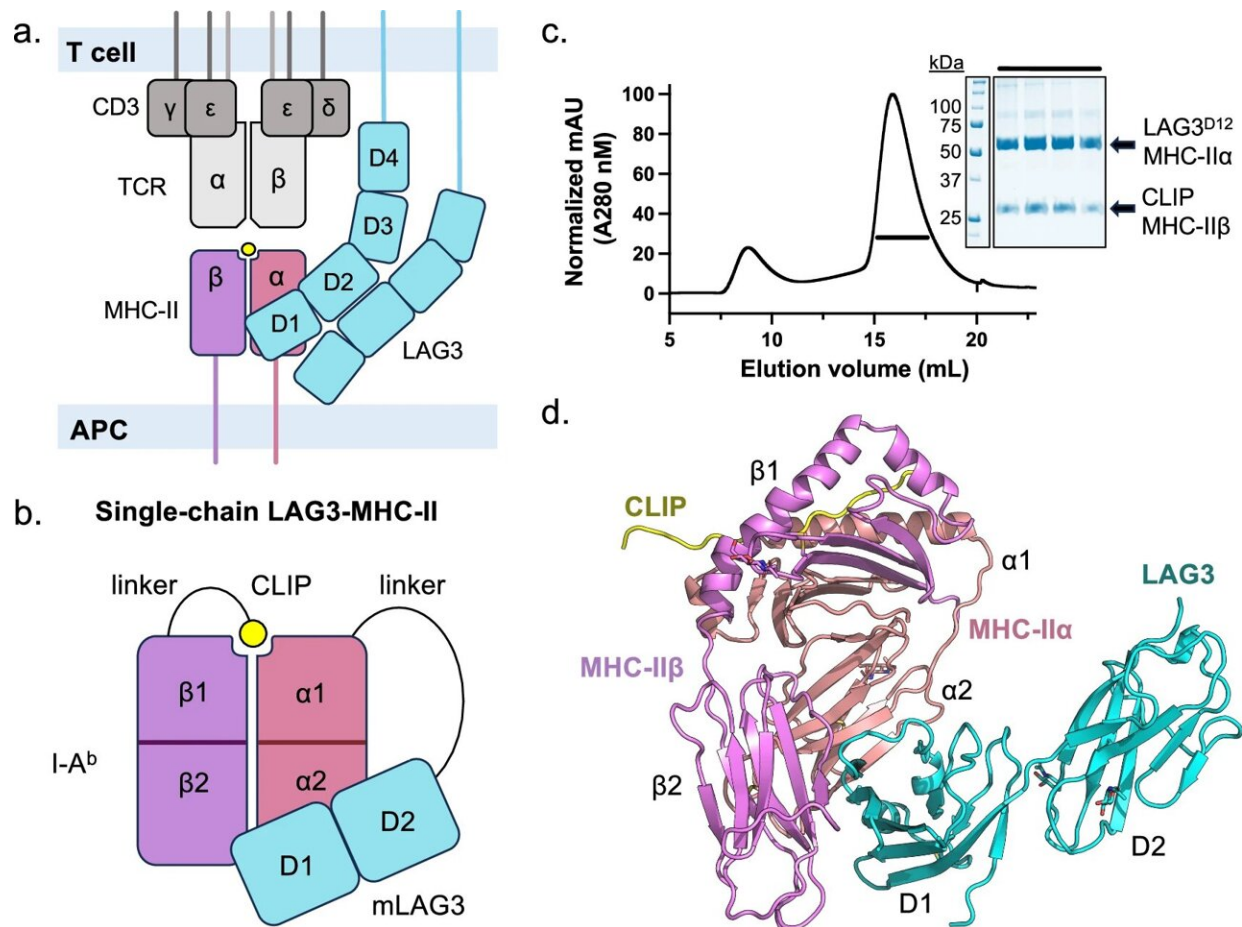 a.
T cell
CD3
γ
ε
ε
δ
TCR
α
β
D4
D3
MHC-II
β
α
D2
D1
LAG3
APC
b.
Single-chain LAG3-MHC-II
linker
CLIP
linker
I-Aᵇ
β1
α1
β2
α2
D1
D2
mLAG3
c.
Normalized mAU
(A280 nM)
100
80
60
40
20
0
5
10
15
20
Elution volume (mL)
kDa
100
75
50
37
25
LAG3ᴰ¹²
MHC-IIα
CLIP
MHC-IIβ
d.
β1
CLIP
α1
LAG3
MHC-IIβ
MHC-IIα
α2
β2
D1
D2